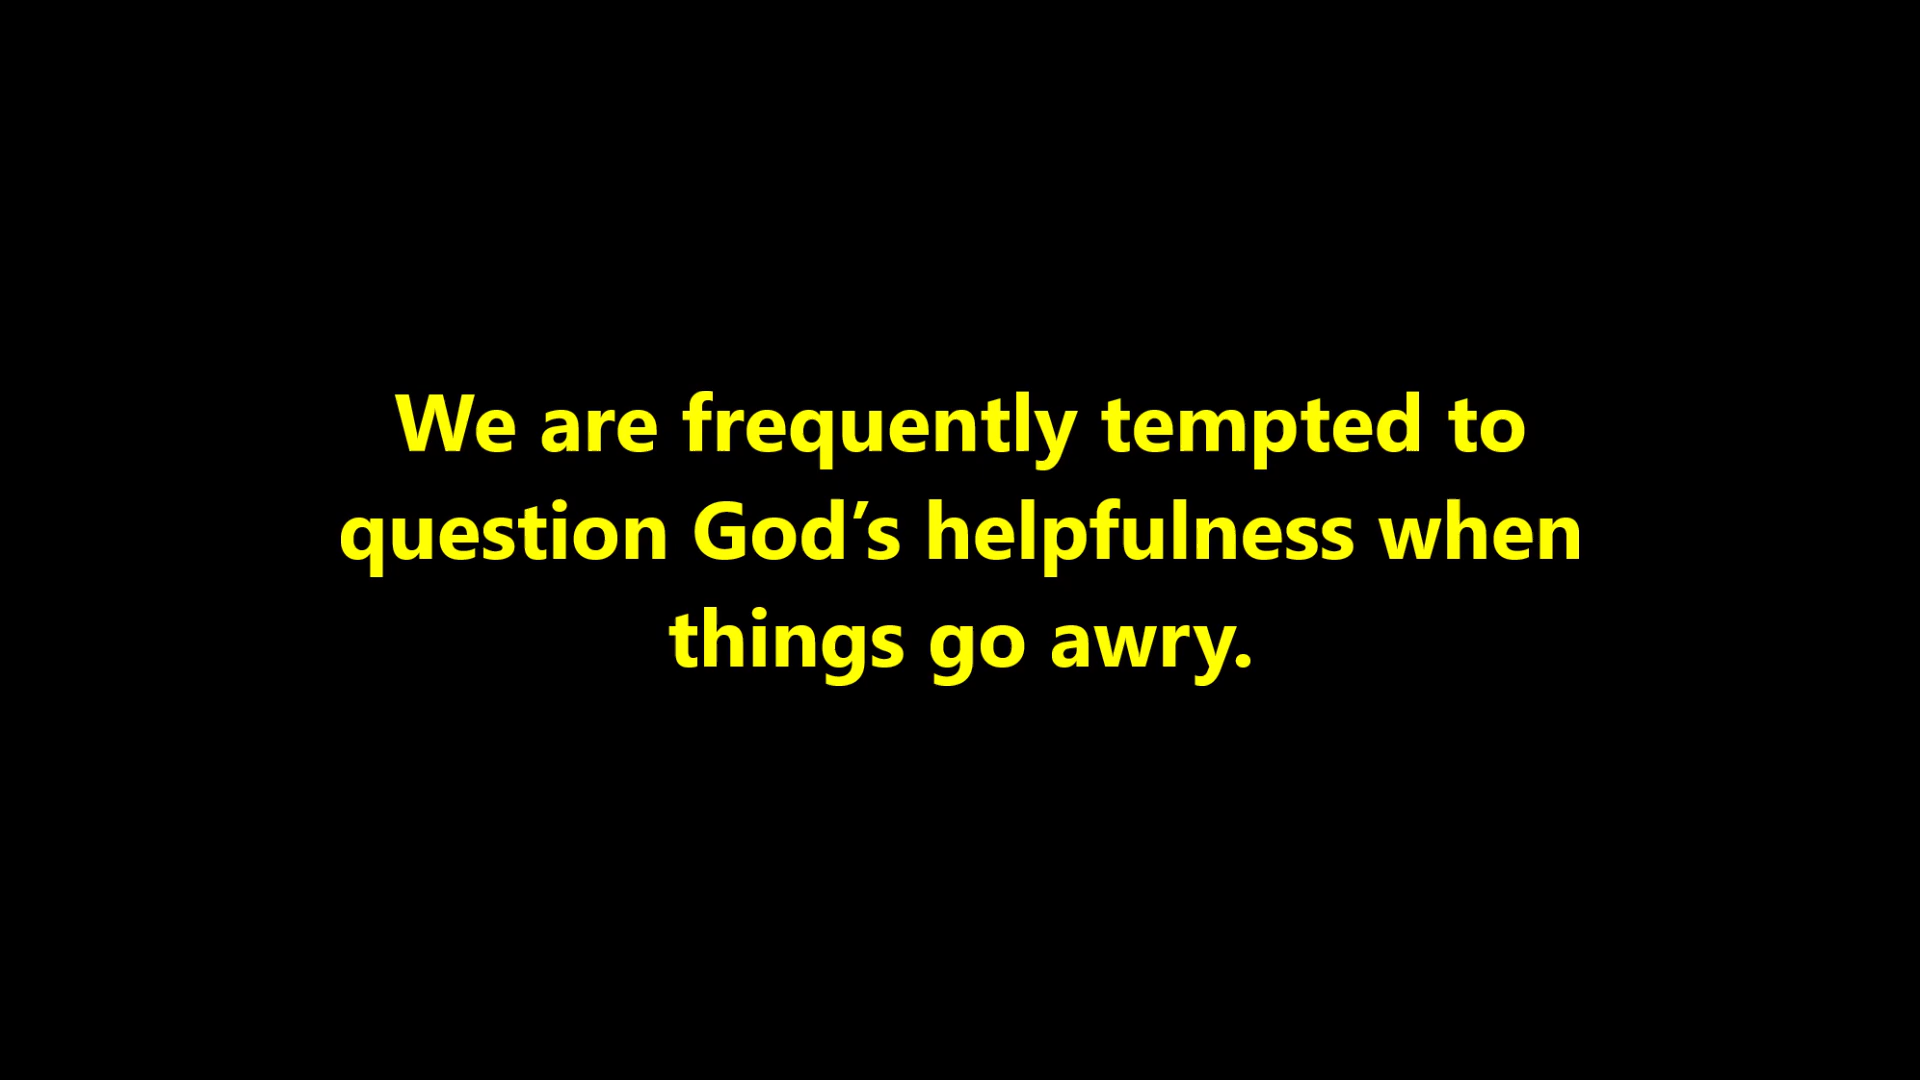 We are frequently tempted to
question God’s helpfulness when
things go awry.